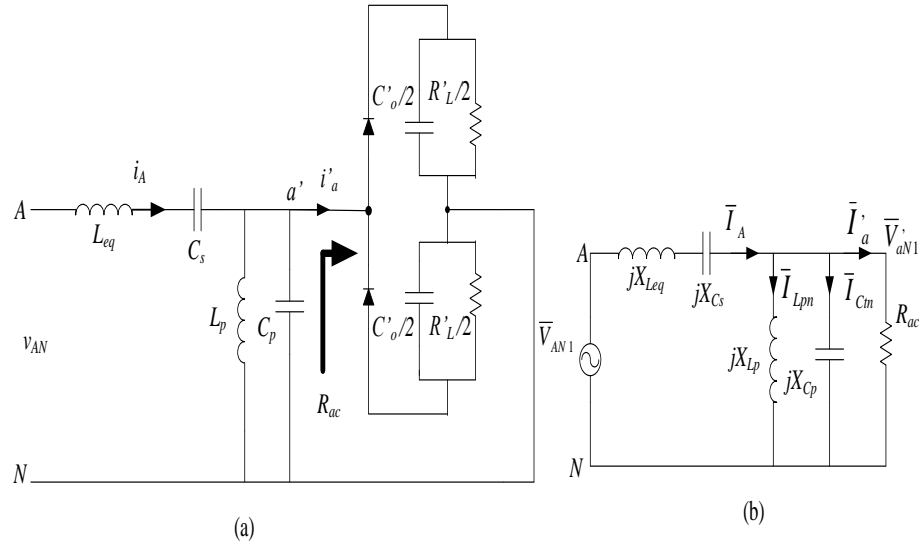 C'o/2
R'L/2
iA
a'
i'a
A
Leq
Cs
Lp
Cp
C'o/2
R'L/2
vAN
Rac
N
(a)
ĪA
Ī'a
V̄'aN1
A
jXLeq
jXCs
ĪLpn
ĪCm
Rac
V̄AN1
jXLp
jXCp
N
(b)